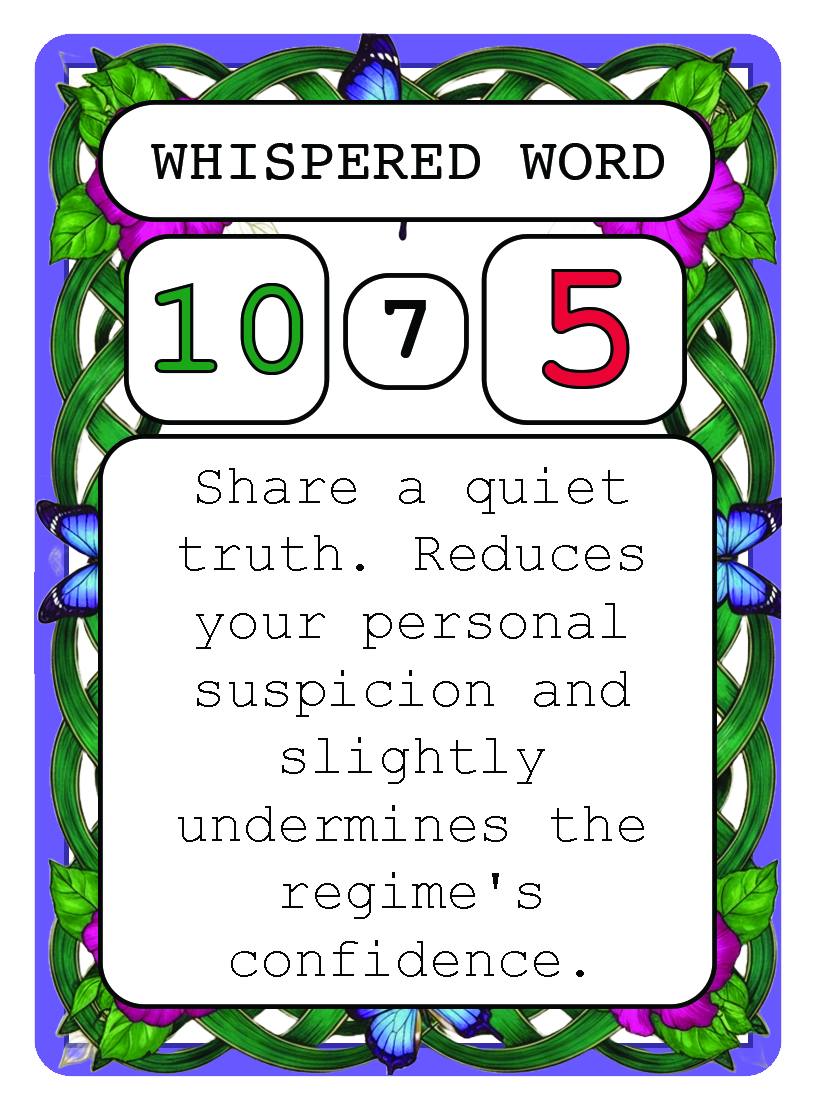 WHISPERED WORD
10 7 5
Share a quiet
truth. Reduces
your personal
suspicion and
slightly
undermines the
regime's
confidence.